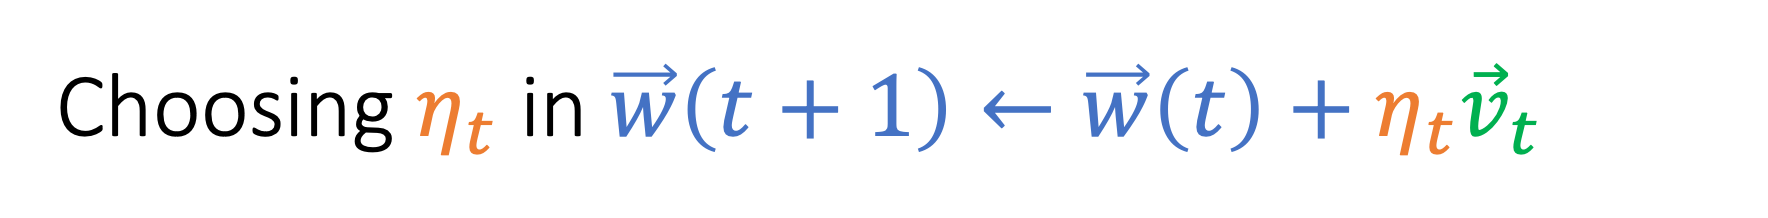 Choosing η_t in w⃗(t + 1) ← w⃗(t) + η_t v⃗_t